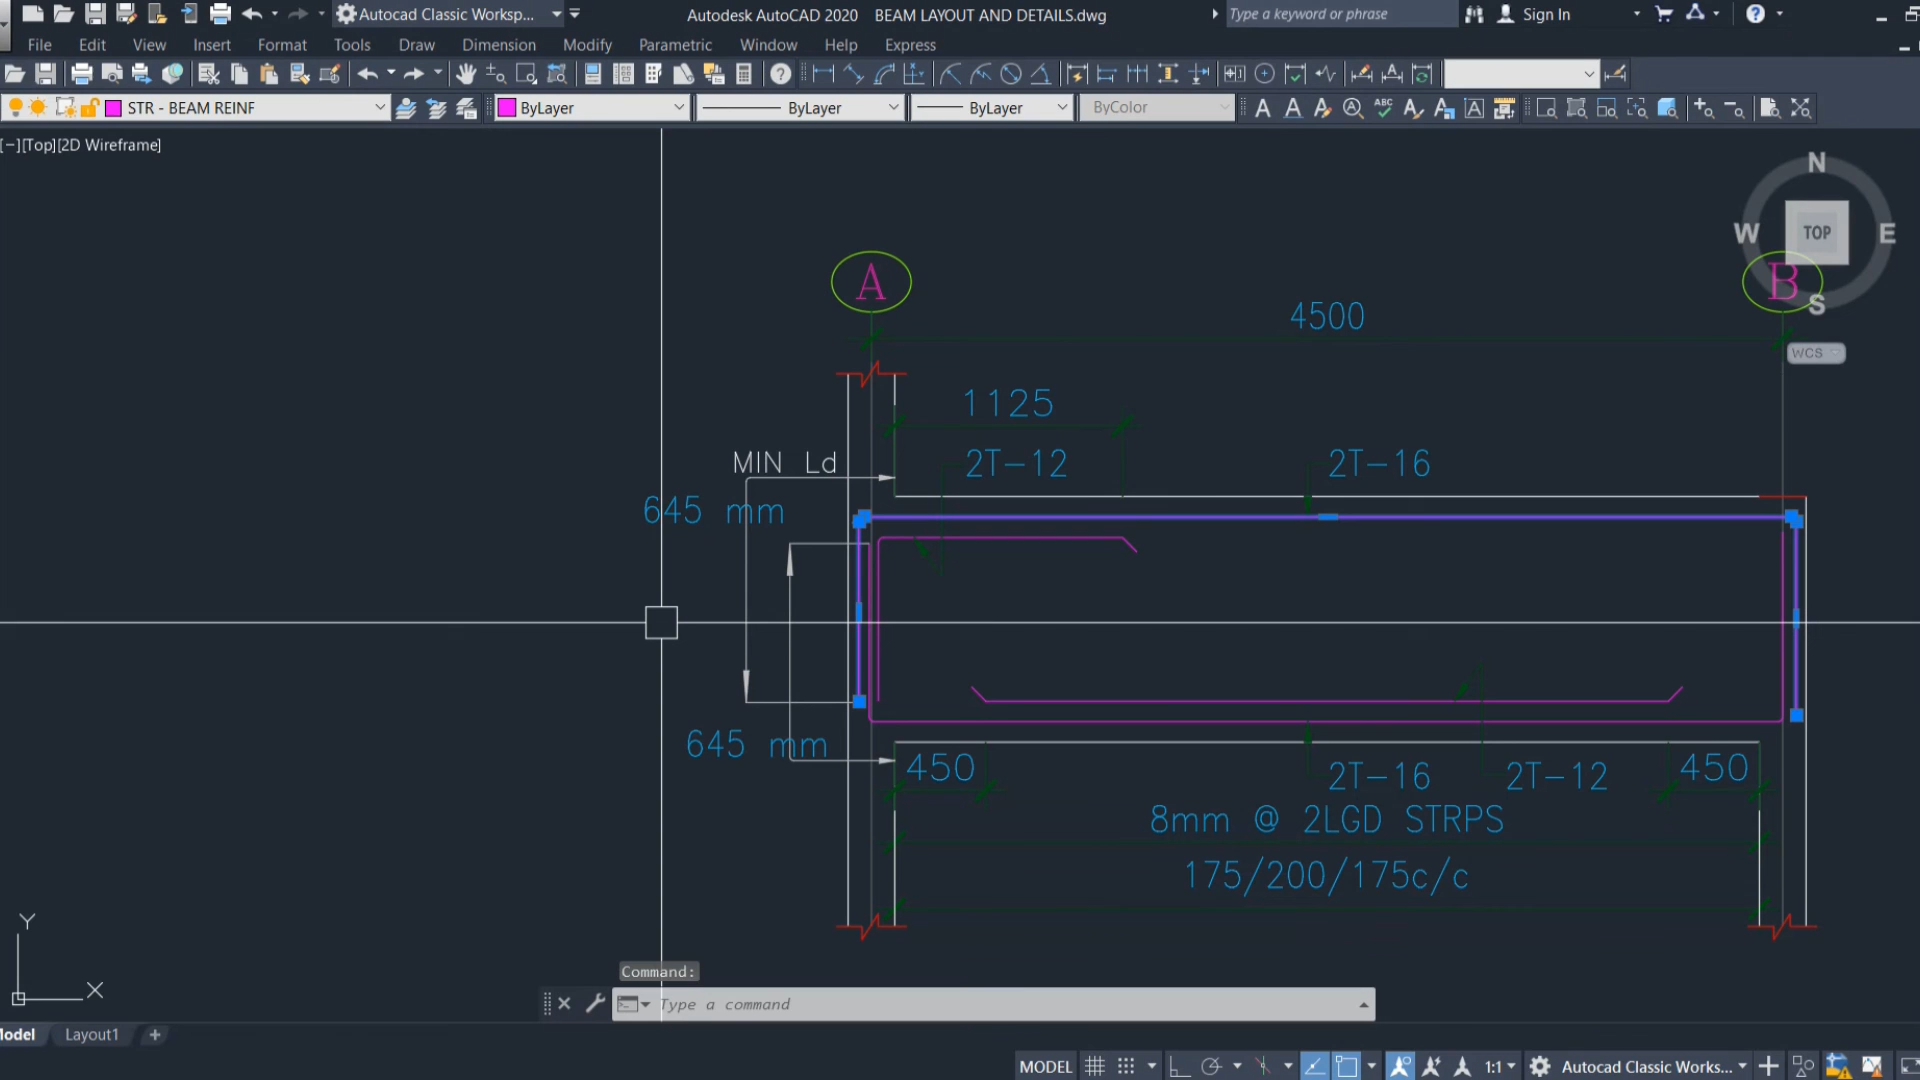 Autocad Classic Worksp...
Autodesk AutoCAD 2020 BEAM LAYOUT AND DETAILS.dwg
Type a keyword or phrase
Sign In
File Edit View Insert Format Tools Draw Dimension Modify Parametric Window Help Express
STR - BEAM REINF
ByLayer
ByLayer
ByLayer
ByColor
[−][Top][2D Wireframe]
N
W TOP E
S
WCS
A
B
4500
1125
MIN Ld
2T-12
2T-16
645 mm
645 mm
450
2T-16
2T-12
450
8mm @ 2LGD STRPS
175/200/175c/c
Y
X
Command:
Type a command
Model Layout1 +
MODEL
1:1
Autocad Classic Works...